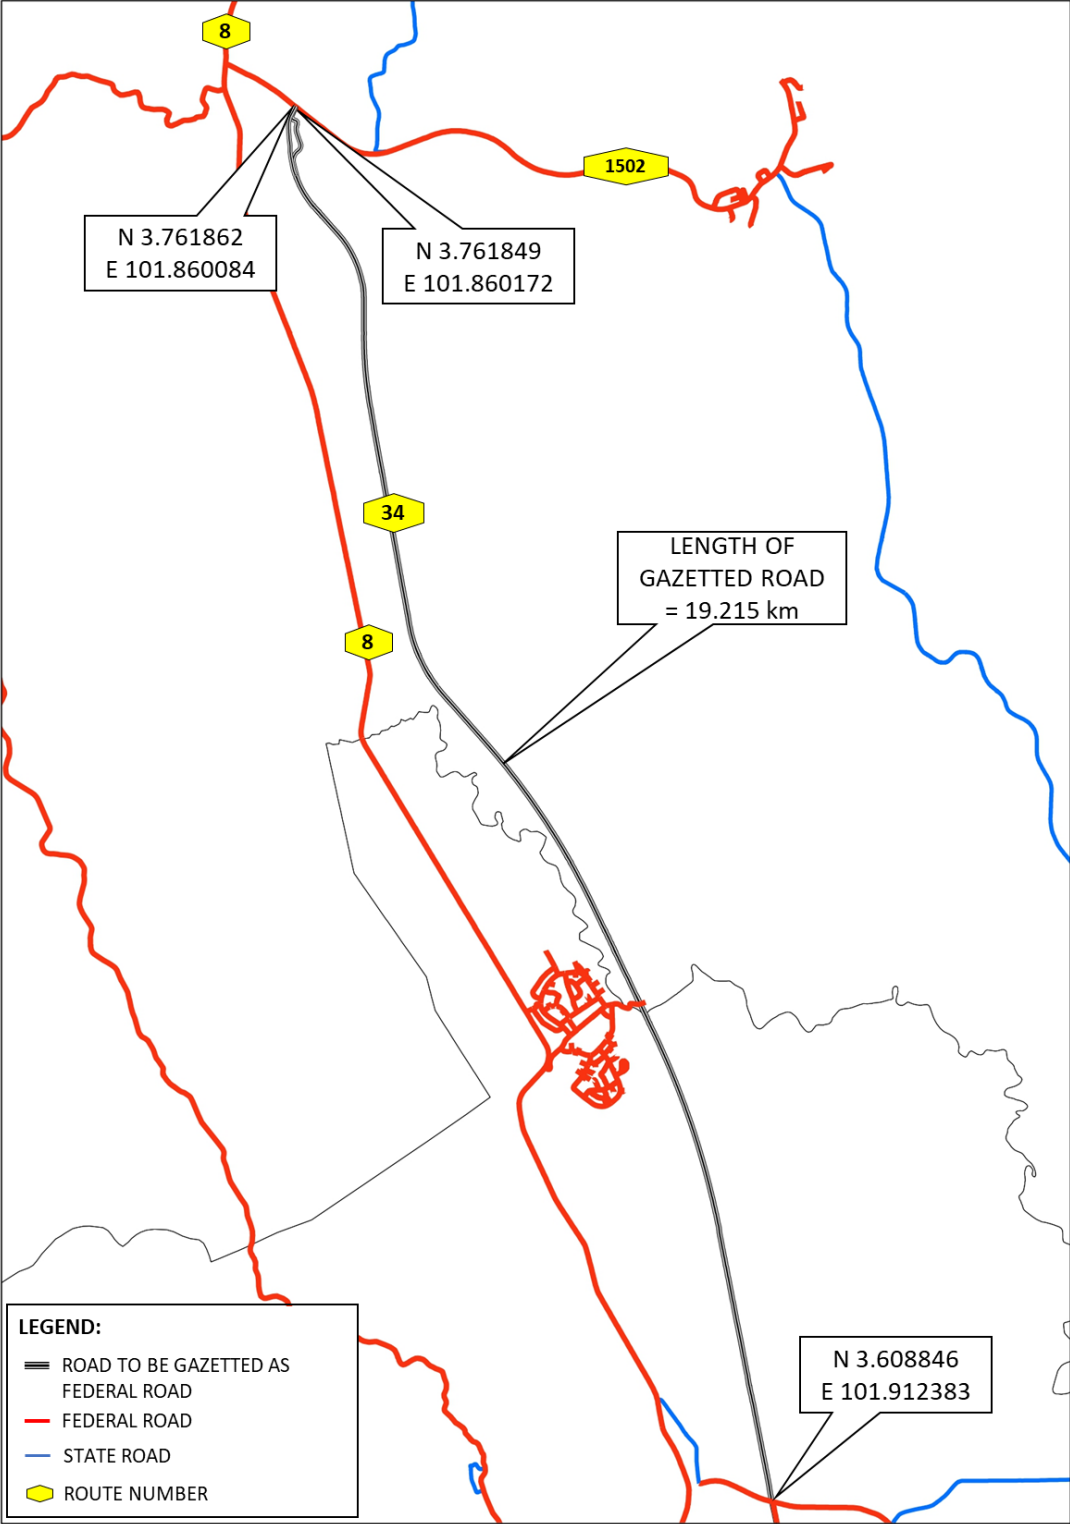 8
1502
N 3.761862
E 101.860084
N 3.761849
E 101.860172
34
LENGTH OF
GAZETTED ROAD
= 19.215 km
8
N 3.608846
E 101.912383
LEGEND:
ROAD TO BE GAZETTED AS
FEDERAL ROAD
FEDERAL ROAD
STATE ROAD
ROUTE NUMBER